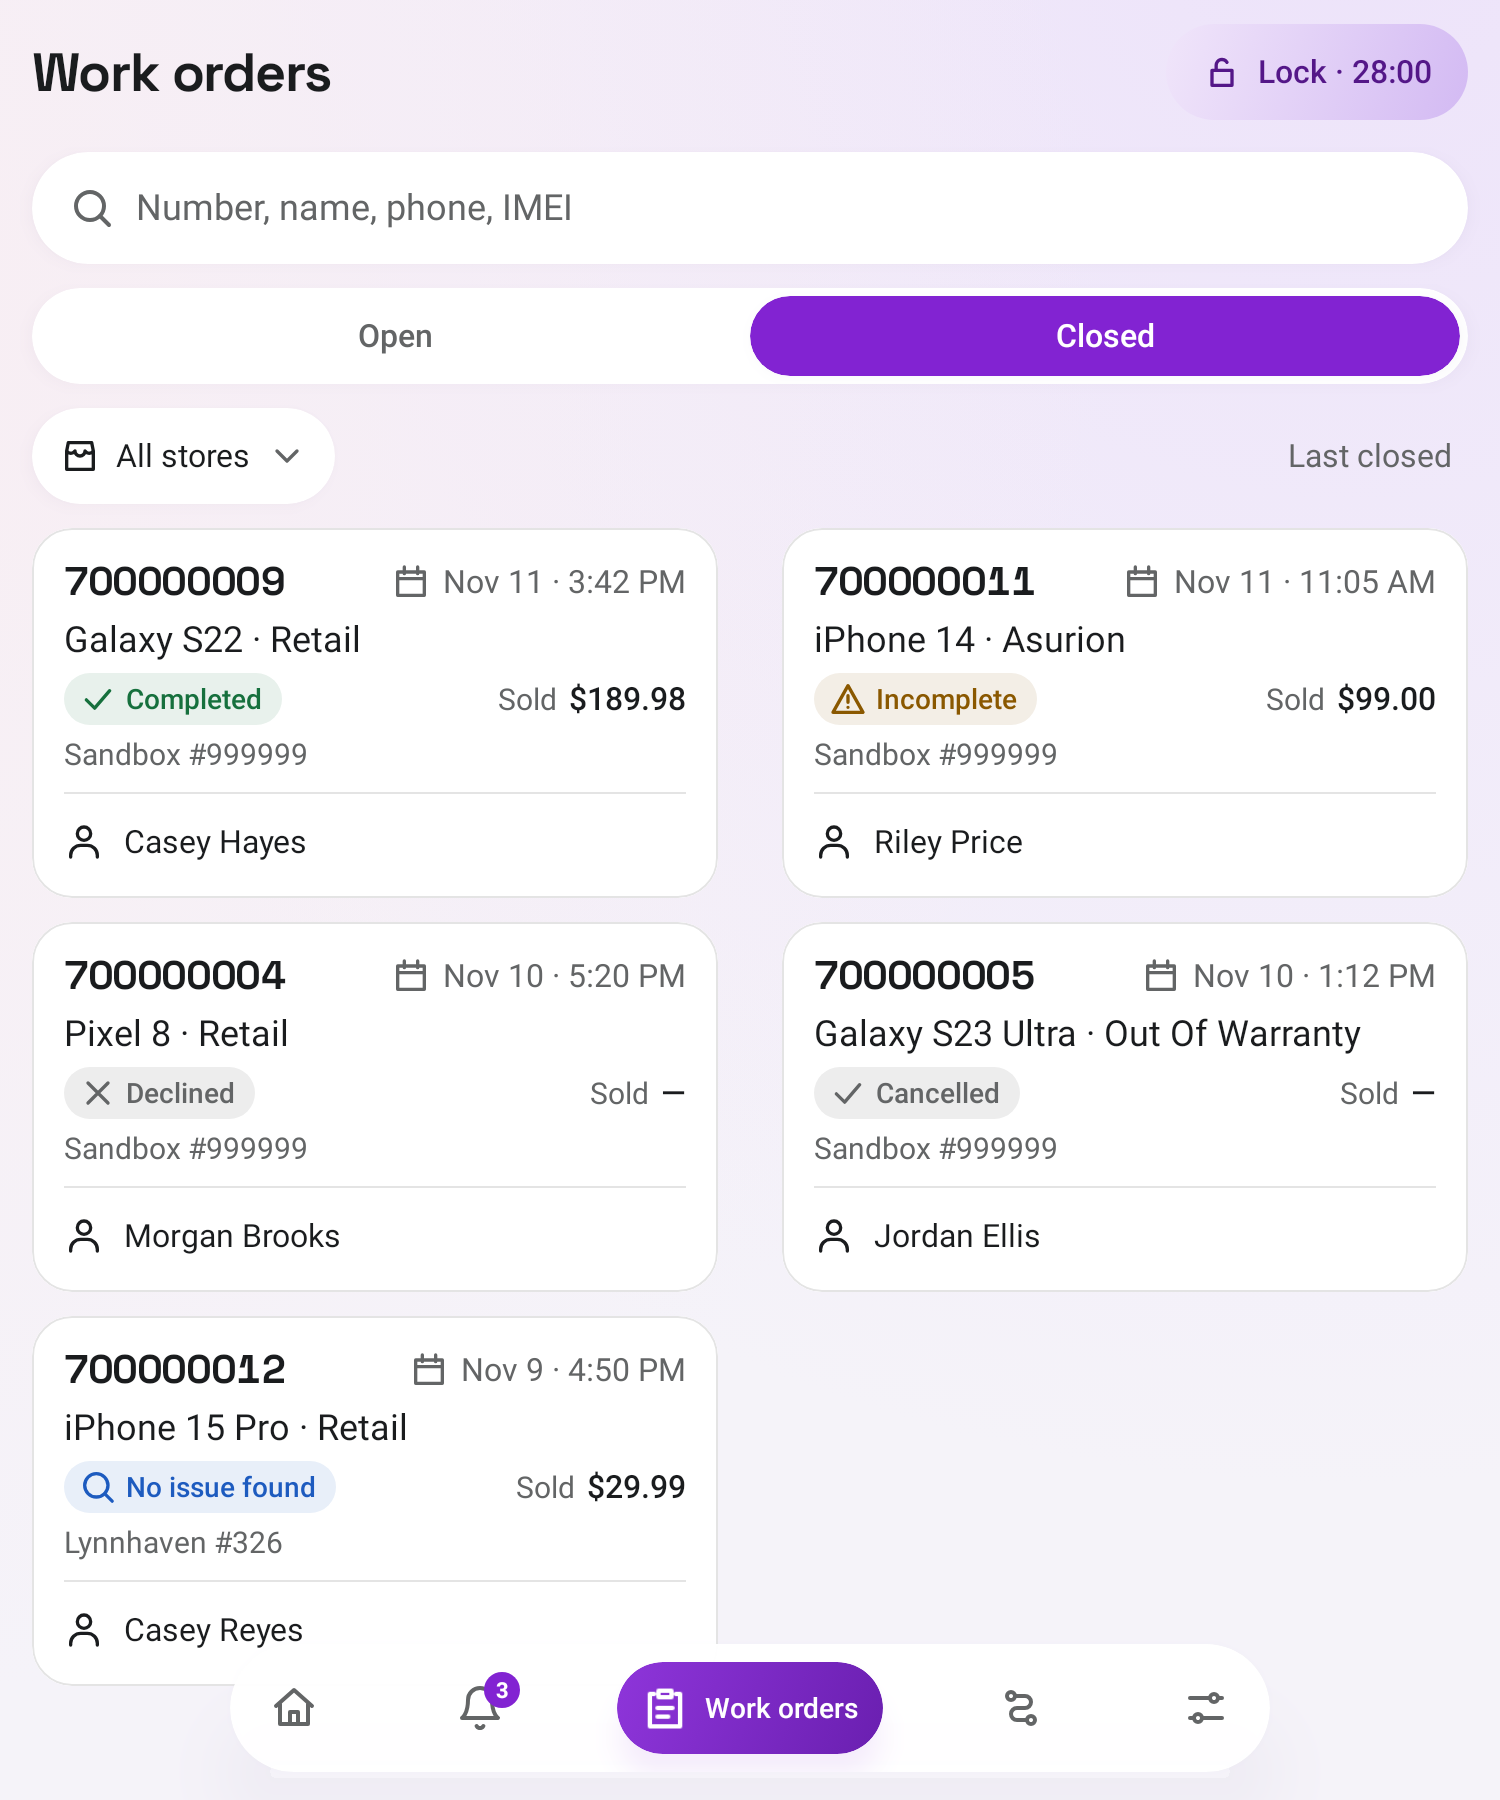 Work orders
Lock · 28:00
Number, name, phone, IMEI
Open
Closed
All stores
Last closed
700000009
Nov 11 · 3:42 PM
Galaxy S22 · Retail
Completed
Sold $189.98
Sandbox #999999
Casey Hayes
700000011
Nov 11 · 11:05 AM
iPhone 14 · Asurion
Incomplete
Sold $99.00
Sandbox #999999
Riley Price
700000004
Nov 10 · 5:20 PM
Pixel 8 · Retail
Declined
Sold —
Sandbox #999999
Morgan Brooks
700000005
Nov 10 · 1:12 PM
Galaxy S23 Ultra · Out Of Warranty
Cancelled
Sold —
Sandbox #999999
Jordan Ellis
700000012
Nov 9 · 4:50 PM
iPhone 15 Pro · Retail
No issue found
Sold $29.99
Lynnhaven #326
Casey Reyes
3
Work orders